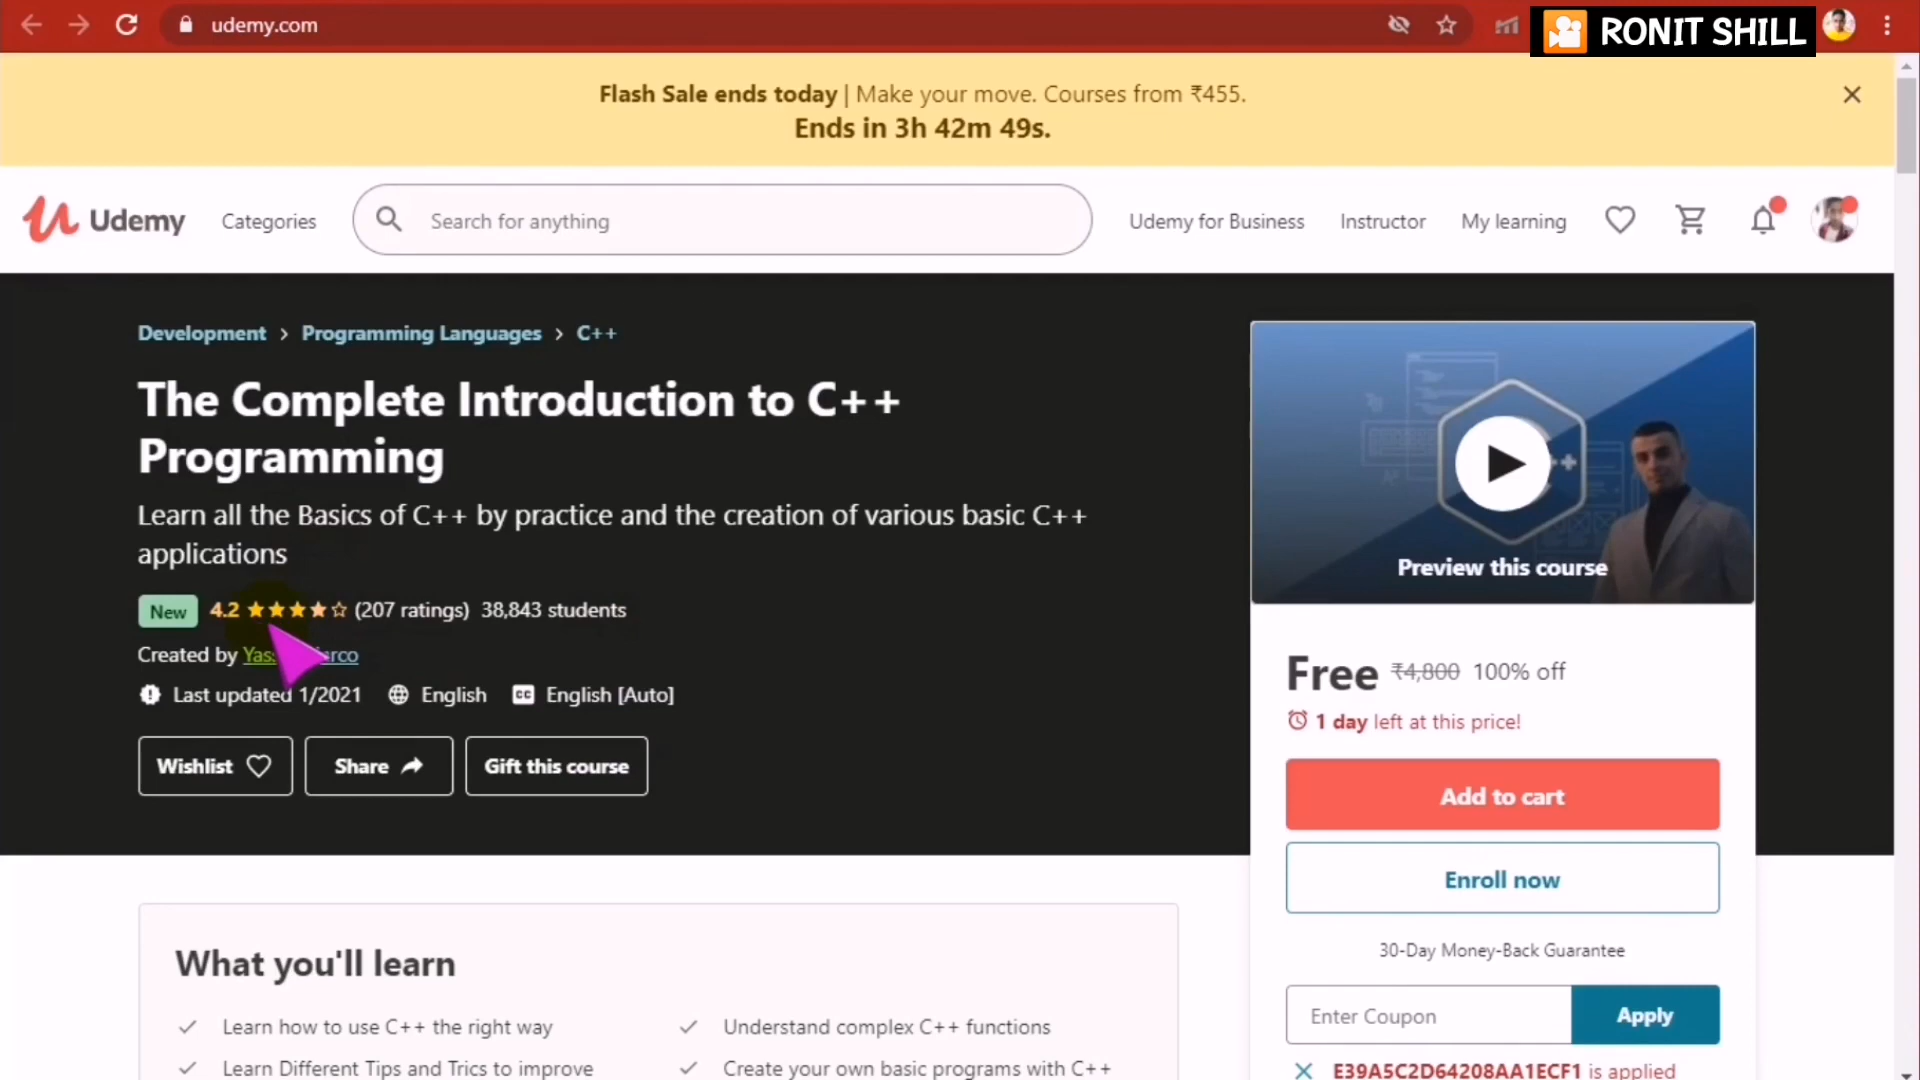 udemy.com
RONIT SHILL
Flash Sale ends today | Make your move. Courses from ₹455.
Ends in 3h 42m 49s.
Udemy
Categories
Search for anything
Udemy for Business
Instructor
My learning
Development > Programming Languages > C++
The Complete Introduction to C++
Programming
Learn all the Basics of C++ by practice and the creation of various basic C++
applications
New 4.2 (207 ratings) 38,843 students
Created by
Last updated 1/2021 English CC English [Auto]
Wishlist
Share
Gift this course
Preview this course
Free ₹4,800 100% off
1 day left at this price!
Add to cart
Enroll now
30-Day Money-Back Guarantee
Enter Coupon
Apply
E39A5C2D64208AA1ECF1 is applied
What you'll learn
Learn how to use C++ the right way
Understand complex C++ functions
Learn Different Tips and Trics to improve
Create your own basic programs with C++